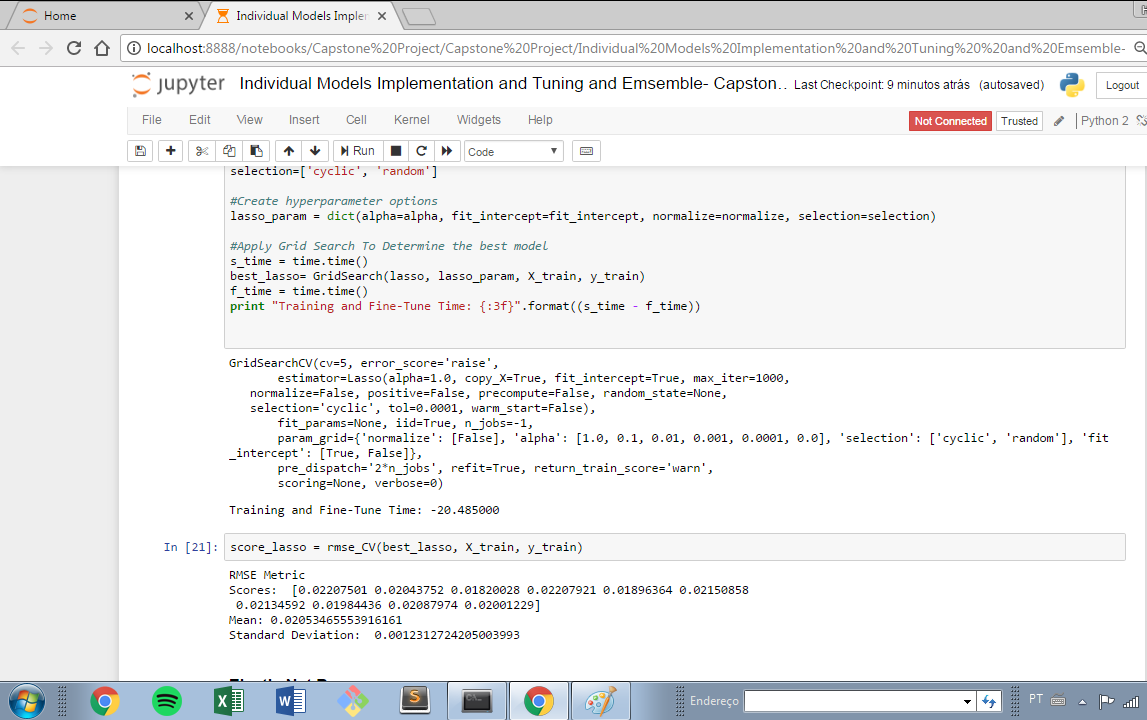 Home
Individual Models Implem
localhost:8888/notebooks/Capstone%20Project/Capstone%20Project/Individual%20Models%20Implementation%20and%20Tuning%20%20and%20Emsemble-
jupyter Individual Models Implementation and Tuning and Emsemble- Capston... Last Checkpoint: 9 minutos atrás (autosaved) Logout
File Edit View Insert Cell Kernel Widgets Help Not Connected Trusted Python 2
Run Code
selection=['cyclic', 'random']
#Create hyperparameter options
lasso_param = dict(alpha=alpha, fit_intercept=fit_intercept, normalize=normalize, selection=selection)
#Apply Grid Search To Determine the best model
s_time = time.time()
best_lasso= GridSearch(lasso, lasso_param, X_train, y_train)
f_time = time.time()
print "Training and Fine-Tune Time: {:3f}".format((s_time - f_time))
GridSearchCV(cv=5, error_score='raise',
estimator=Lasso(alpha=1.0, copy_X=True, fit_intercept=True, max_iter=1000,
normalize=False, positive=False, precompute=False, random_state=None,
selection='cyclic', tol=0.0001, warm_start=False),
fit_params=None, iid=True, n_jobs=-1,
param_grid={'normalize': [False], 'alpha': [1.0, 0.1, 0.01, 0.001, 0.0001, 0.0], 'selection': ['cyclic', 'random'], 'fit
_intercept': [True, False]},
pre_dispatch='2*n_jobs', refit=True, return_train_score='warn',
scoring=None, verbose=0)
Training and Fine-Tune Time: -20.485000
In [21]: score_lasso = rmse_CV(best_lasso, X_train, y_train)
RMSE Metric
Scores:  [0.02207501 0.02043752 0.01820028 0.02207921 0.01896364 0.02150858
0.02134592 0.01984436 0.02087974 0.02001229]
Mean: 0.02053465553916161
Standard Deviation:  0.0012312724205003993
Endereço PT